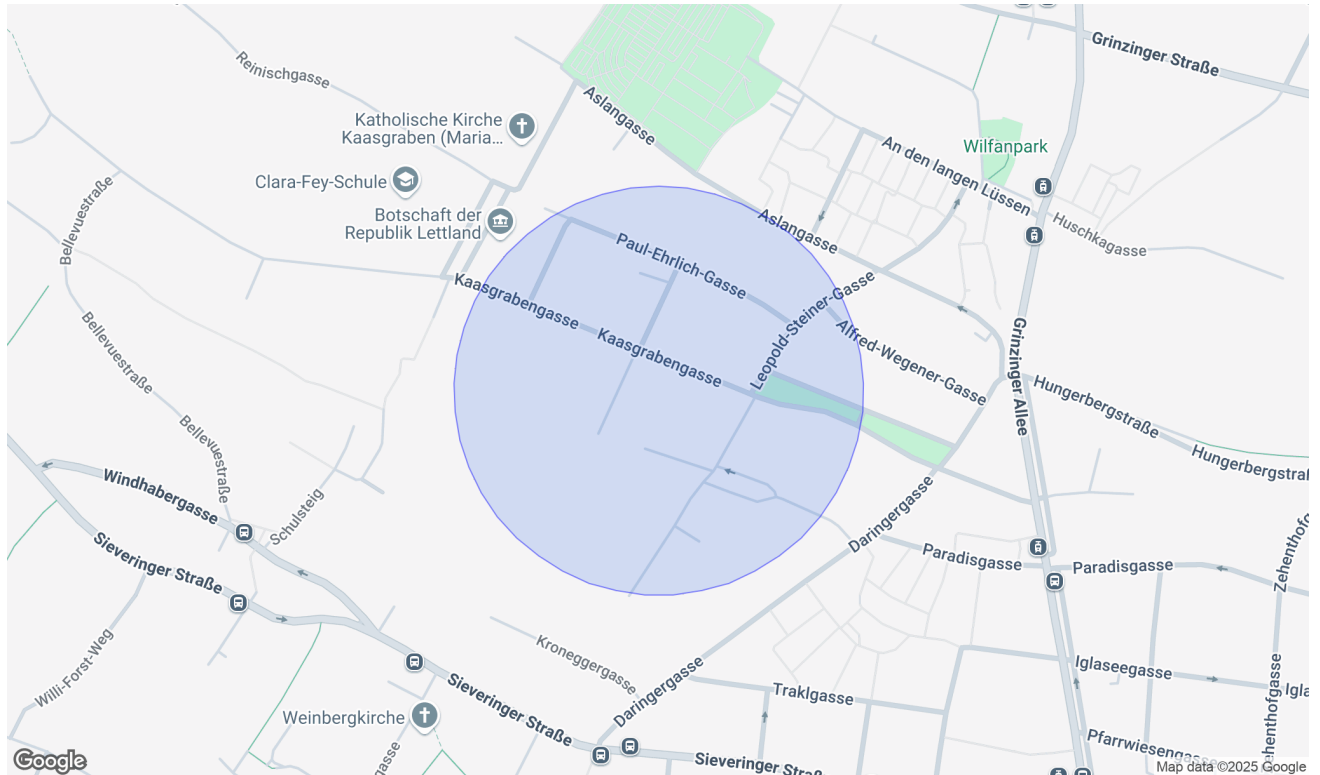 Grinzinger Straße
Reinischgasse
Aslangasse
Katholische Kirche
Kaasgraben (Maria...
Wilfanpark
An den langen Lüssen
Clara-Fey-Schule
Bellevuestraße
Botschaft der
Republik Lettland
Aslangasse
Huschkagasse
Paul-Ehrlich-Gasse
Kaasgrabengasse
Leopold-Steiner-Gasse
Kaasgrabengasse
Bellevuestraße
Alfred-Wegener-Gasse
Grinzinger Allee
Hungerbergstraße
Bellevuestraße
Hungerbergstraß
Windhabergasse
Schulsteig
Daringergasse
Sieveringer Straße
Paradisgasse
Paradisgasse
Zehenthofg
Willi-Forst-Weg
Kroneggergasse
Iglaseegasse
Igla
Daringergasse
Traklgasse
Sieveringer Straße
Weinbergkirche
gasse
Zehenthofgasse
Pfarrwiesengasse
Sieveringer Straß
Google
Map data ©2025 Google